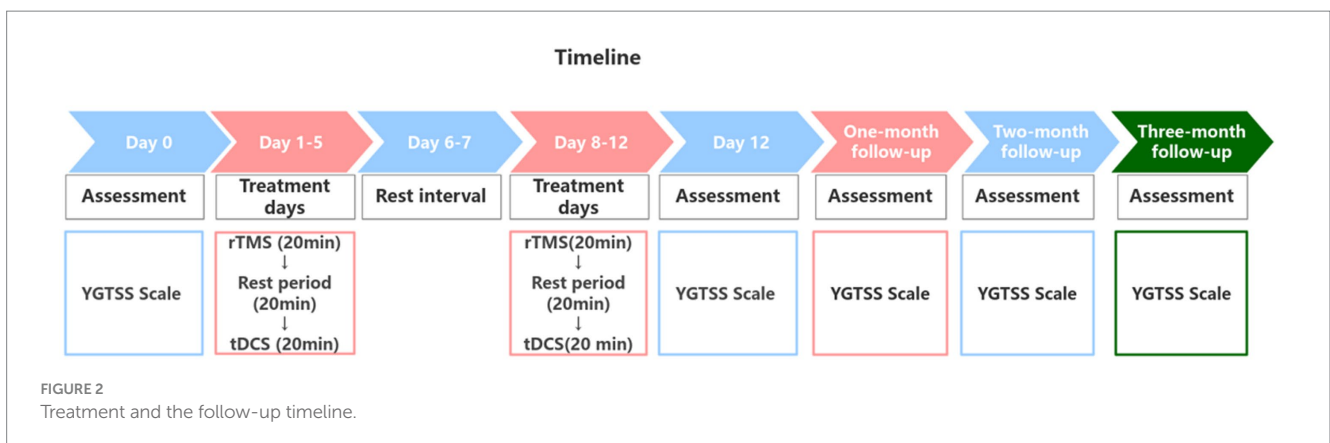 Timeline
Day 0
Day 1-5
Day 6-7
Day 8-12
Day 12
One-month
follow-up
Two-month
follow-up
Three-month
follow-up
Assessment
Treatment
days
Rest interval
Treatment
days
Assessment
Assessment
Assessment
Assessment
YGTSS Scale
rTMS (20min)
↓
Rest period
(20min)
↓
tDCS (20min)
rTMS(20min)
↓
Rest period
(20min)
↓
tDCS(20 min)
YGTSS Scale
YGTSS Scale
YGTSS Scale
YGTSS Scale
FIGURE 2
Treatment and the follow-up timeline.